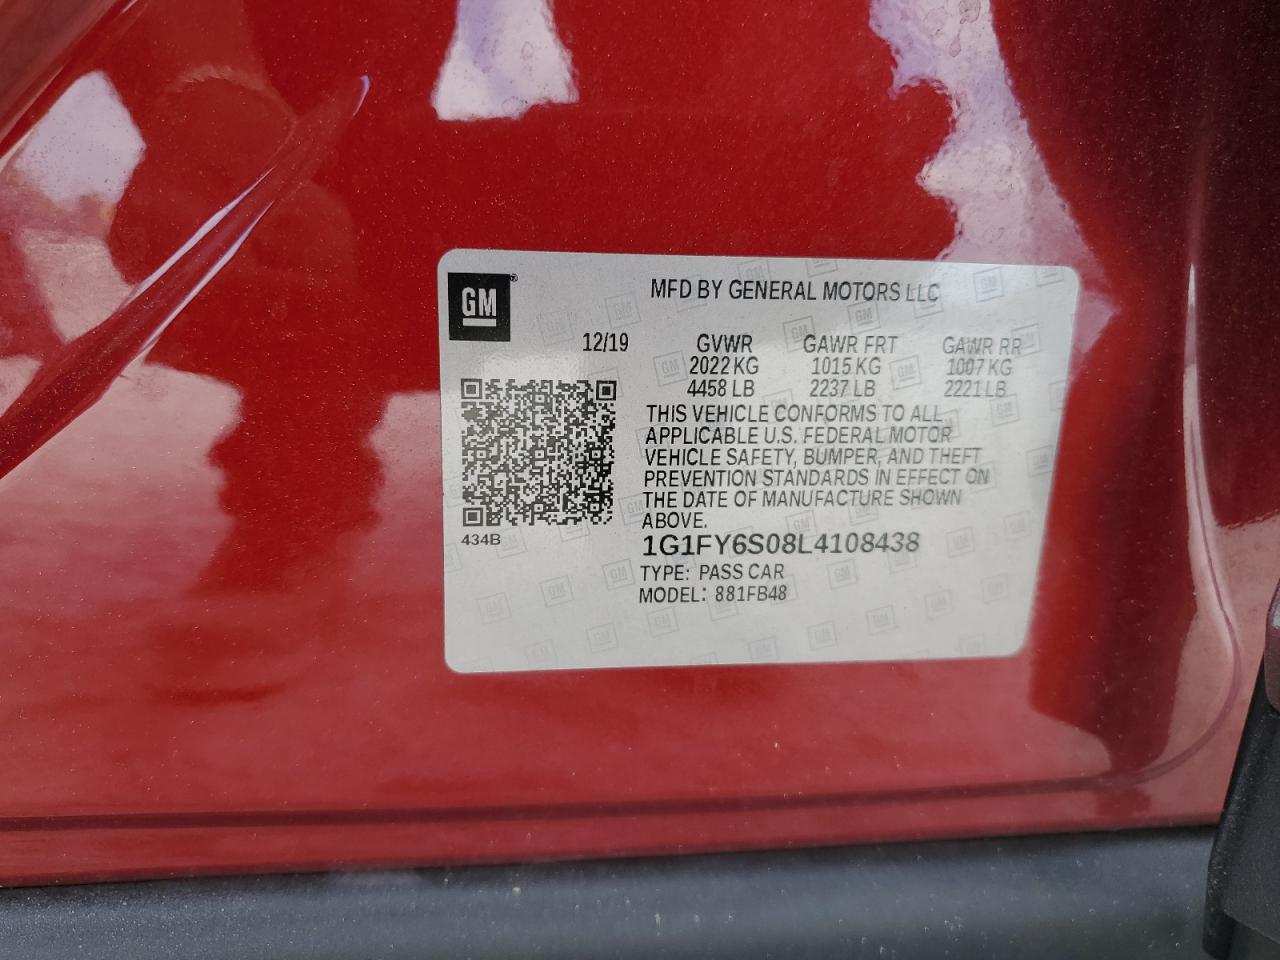 GM
MFD BY GENERAL MOTORS LLC
12/19 GVWR GAWR FRT GAWR RR
2022 KG 1015 KG 1007 KG
4458 LB 2237 LB 2221 LB
THIS VEHICLE CONFORMS TO ALL
APPLICABLE U.S. FEDERAL MOTOR
VEHICLE SAFETY, BUMPER, AND THEFT
PREVENTION STANDARDS IN EFFECT ON
THE DATE OF MANUFACTURE SHOWN
ABOVE.
434B
1G1FY6S08L4108438
TYPE: PASS CAR
MODEL: 881FB48